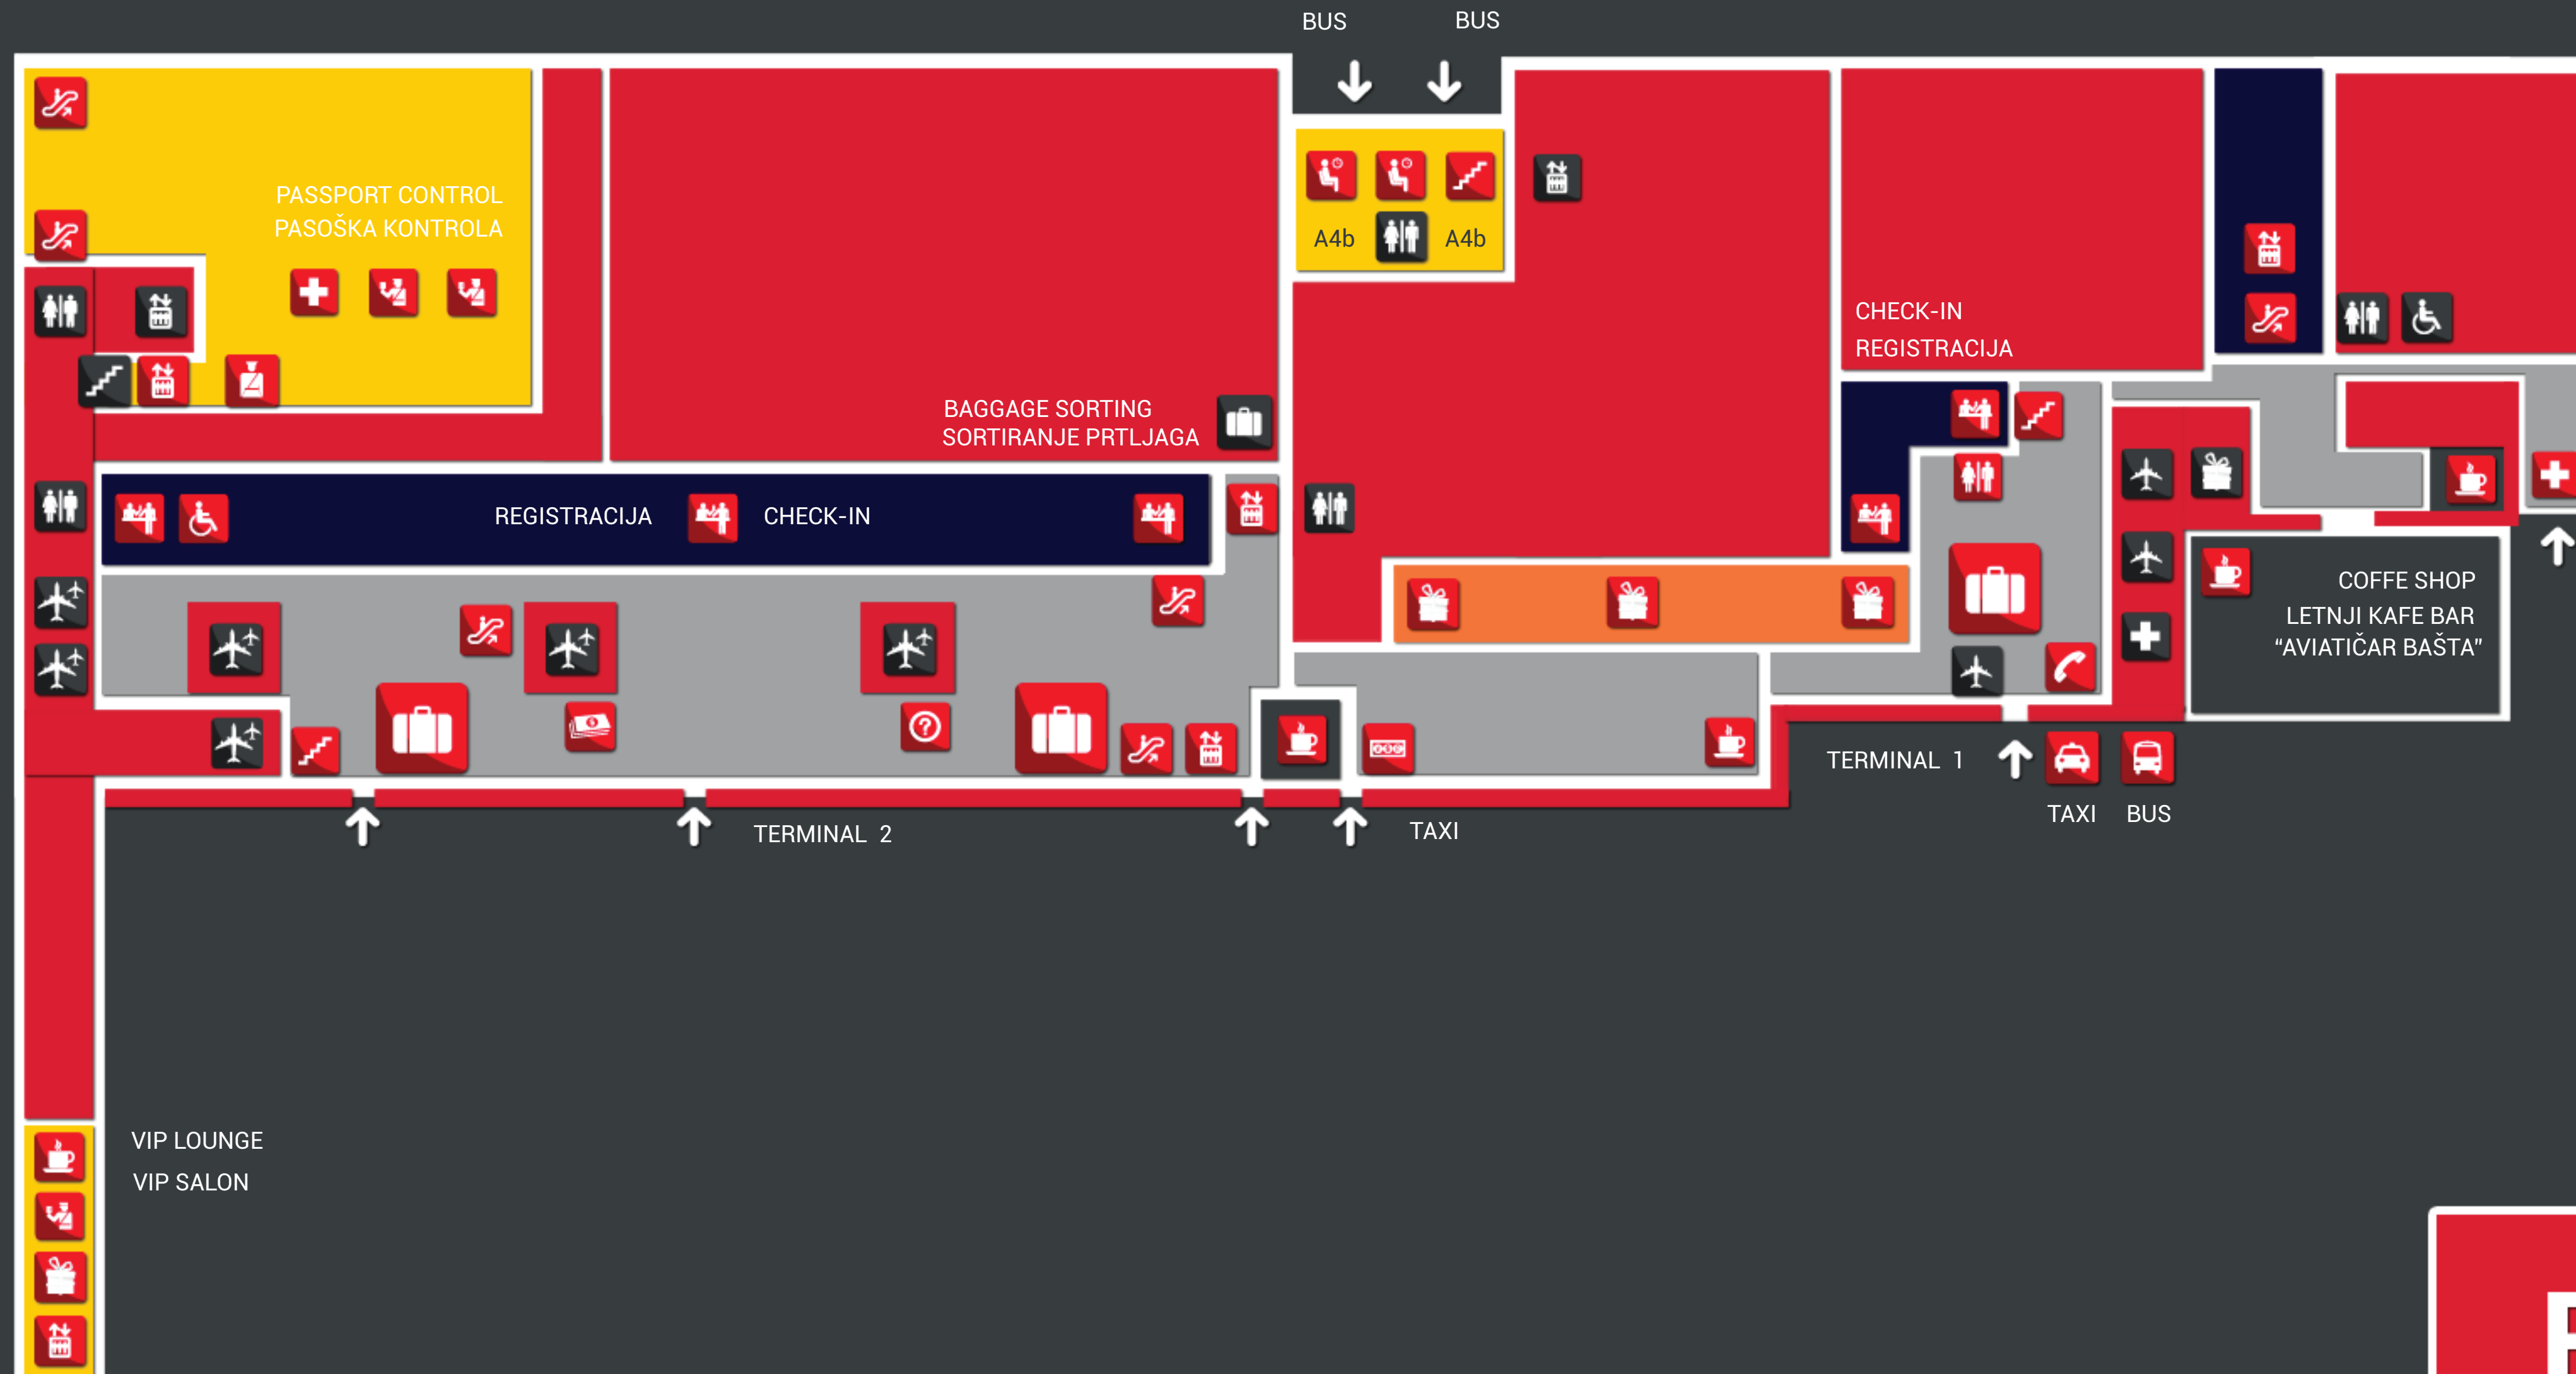 BUS
BUS
PASSPORT CONTROL
PASOŠKA KONTROLA
A4b
A4b
CHECK-IN
REGISTRACIJA
BAGGAGE SORTING
SORTIRANJE PRTLJAGA
REGISTRACIJA
CHECK-IN
COFFE SHOP
LETNJI KAFE BAR
“AVIATIČAR BAŠTA”
TERMINAL 1
TAXI
BUS
TERMINAL 2
TAXI
VIP LOUNGE
VIP SALON